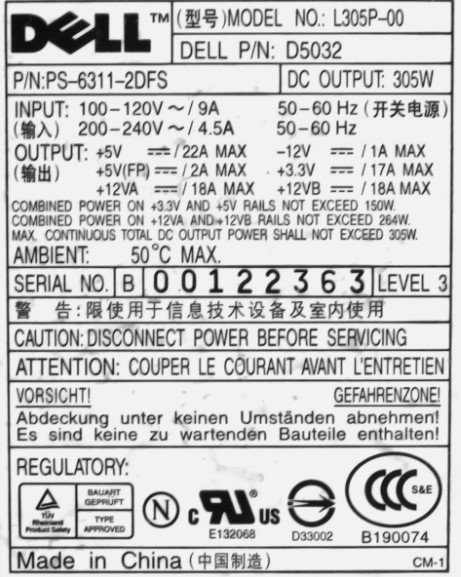 DELL™ (型号)MODEL NO.: L305P-00
DELL P/N: D5032
P/N:PS-6311-2DFS DC OUTPUT: 305W
INPUT: 100-120V ~ / 9A 50-60 Hz (开关电源)
(输入) 200-240V ~ / 4.5A 50-60 Hz
OUTPUT: +5V ⎓ / 22A MAX -12V ⎓ / 1A MAX
(输出) +5V(FP) ⎓ / 2A MAX +3.3V ⎓ / 17A MAX
+12VA ⎓ / 18A MAX +12VB ⎓ / 18A MAX
COMBINED POWER ON +3.3V AND +5V RAILS NOT EXCEED 150W.
COMBINED POWER ON +12VA AND +12VB RAILS NOT EXCEED 264W.
MAX. CONTINUOUS TOTAL DC OUTPUT POWER SHALL NOT EXCEED 305W.
AMBIENT: 50°C MAX.
SERIAL NO. B 00122363 LEVEL 3
警 告:限使用于信息技术设备及室内使用
CAUTION: DISCONNECT POWER BEFORE SERVICING
ATTENTION: COUPER LE COURANT AVANT L'ENTRETIEN
VORSICHT! GEFAHRENZONE!
Abdeckung unter keinen Umständen abnehmen!
Es sind keine zu wartenden Bauteile enthalten!
REGULATORY:
TÜV
Rheinland
Product Safety
BAUART
GEPRÜFT
TYPE
APPROVED
N
c RU® US
E132068
D33002
CCC S&E
B190074
Made in China (中国制造) CM-1